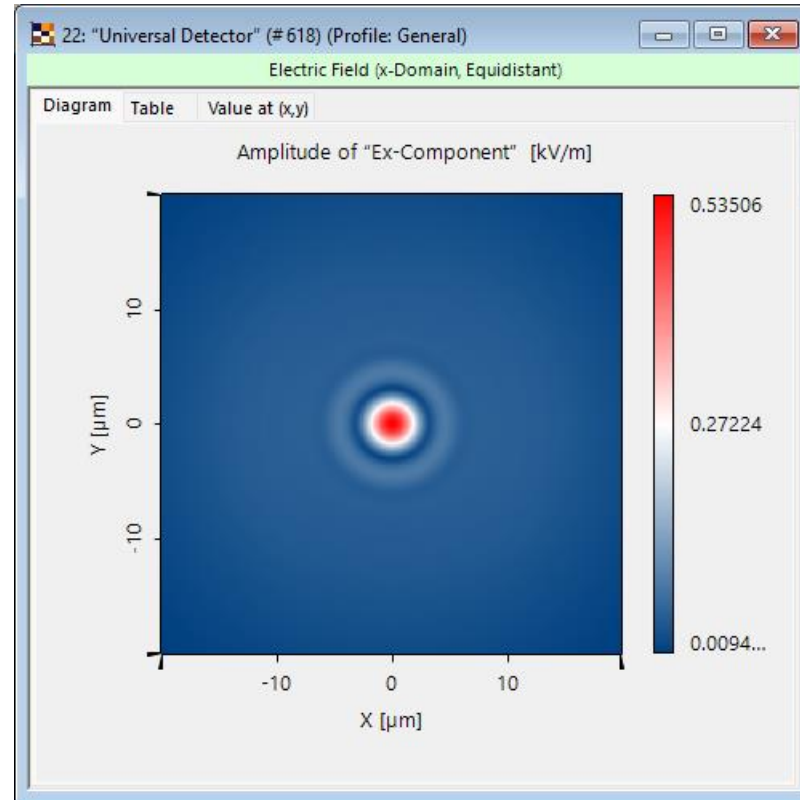 22: "Universal Detector" (#618) (Profile: General)
Electric Field (x-Domain, Equidistant)
Diagram Table Value at (x,y)
Amplitude of "Ex-Component" [kV/m]
0.53506
0.27224
0.0094...
Y [µm]
10
0
-10
-10 0 10
X [µm]